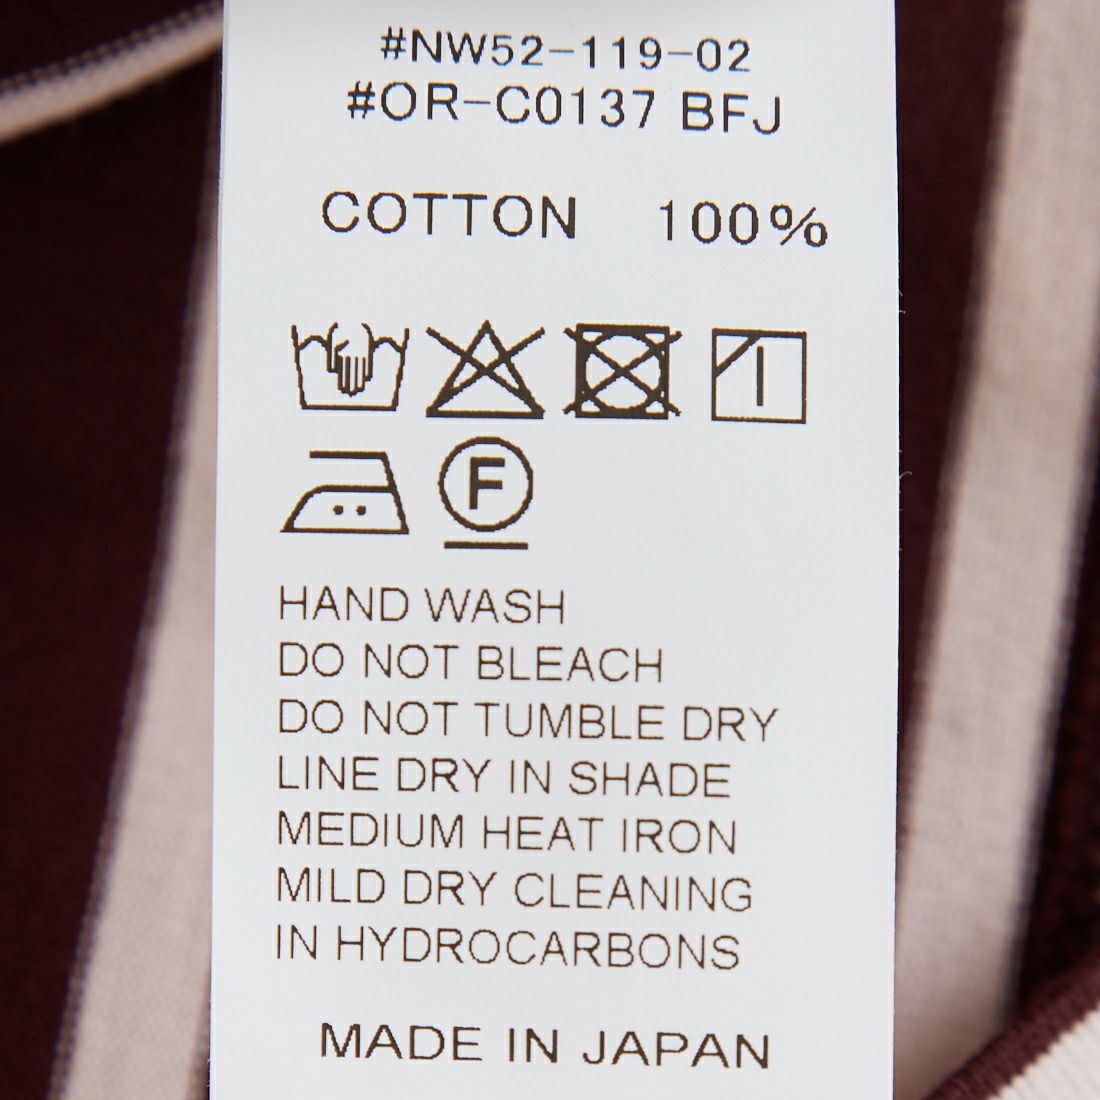 #NW52-119-02
#OR-C0137 BFJ
COTTON 100%
F
HAND WASH
DO NOT BLEACH
DO NOT TUMBLE DRY
LINE DRY IN SHADE
MEDIUM HEAT IRON
MILD DRY CLEANING
IN HYDROCARBONS
MADE IN JAPAN